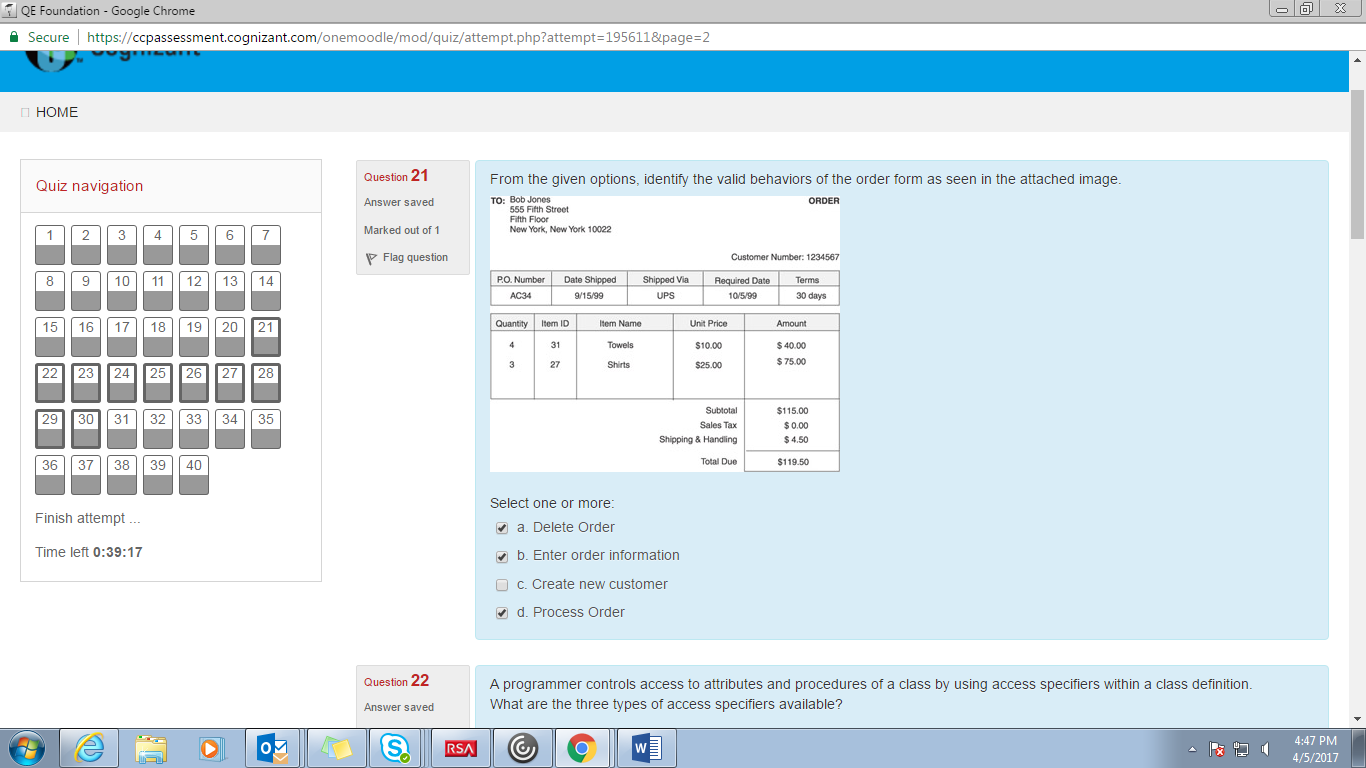 QE Foundation - Google Chrome
Secure https://ccpassessment.cognizant.com/onemoodle/mod/quiz/attempt.php?attempt=195611&page=2
HOME
Quiz navigation
1 2 3 4 5 6 7
8 9 10 11 12 13 14
15 16 17 18 19 20 21
22 23 24 25 26 27 28
29 30 31 32 33 34 35
36 37 38 39 40
Finish attempt ...
Time left 0:39:17
Question 21
Answer saved
Marked out of 1
Flag question
From the given options, identify the valid behaviors of the order form as seen in the attached image.
TO: Bob Jones ORDER
555 Fifth Street
Fifth Floor
New York, New York 10022
Customer Number: 1234567
P.O. Number Date Shipped Shipped Via Required Date Terms
AC34 9/15/99 UPS 10/5/99 30 days
Quantity Item ID Item Name Unit Price Amount
4 31 Towels $10.00 $ 40.00
3 27 Shirts $25.00 $ 75.00
Subtotal $115.00
Sales Tax $ 0.00
Shipping & Handling $ 4.50
Total Due $119.50
Select one or more:
a. Delete Order
b. Enter order information
c. Create new customer
d. Process Order
Question 22
Answer saved
A programmer controls access to attributes and procedures of a class by using access specifiers within a class definition.
What are the three types of access specifiers available?
RSA
4:47 PM
4/5/2017